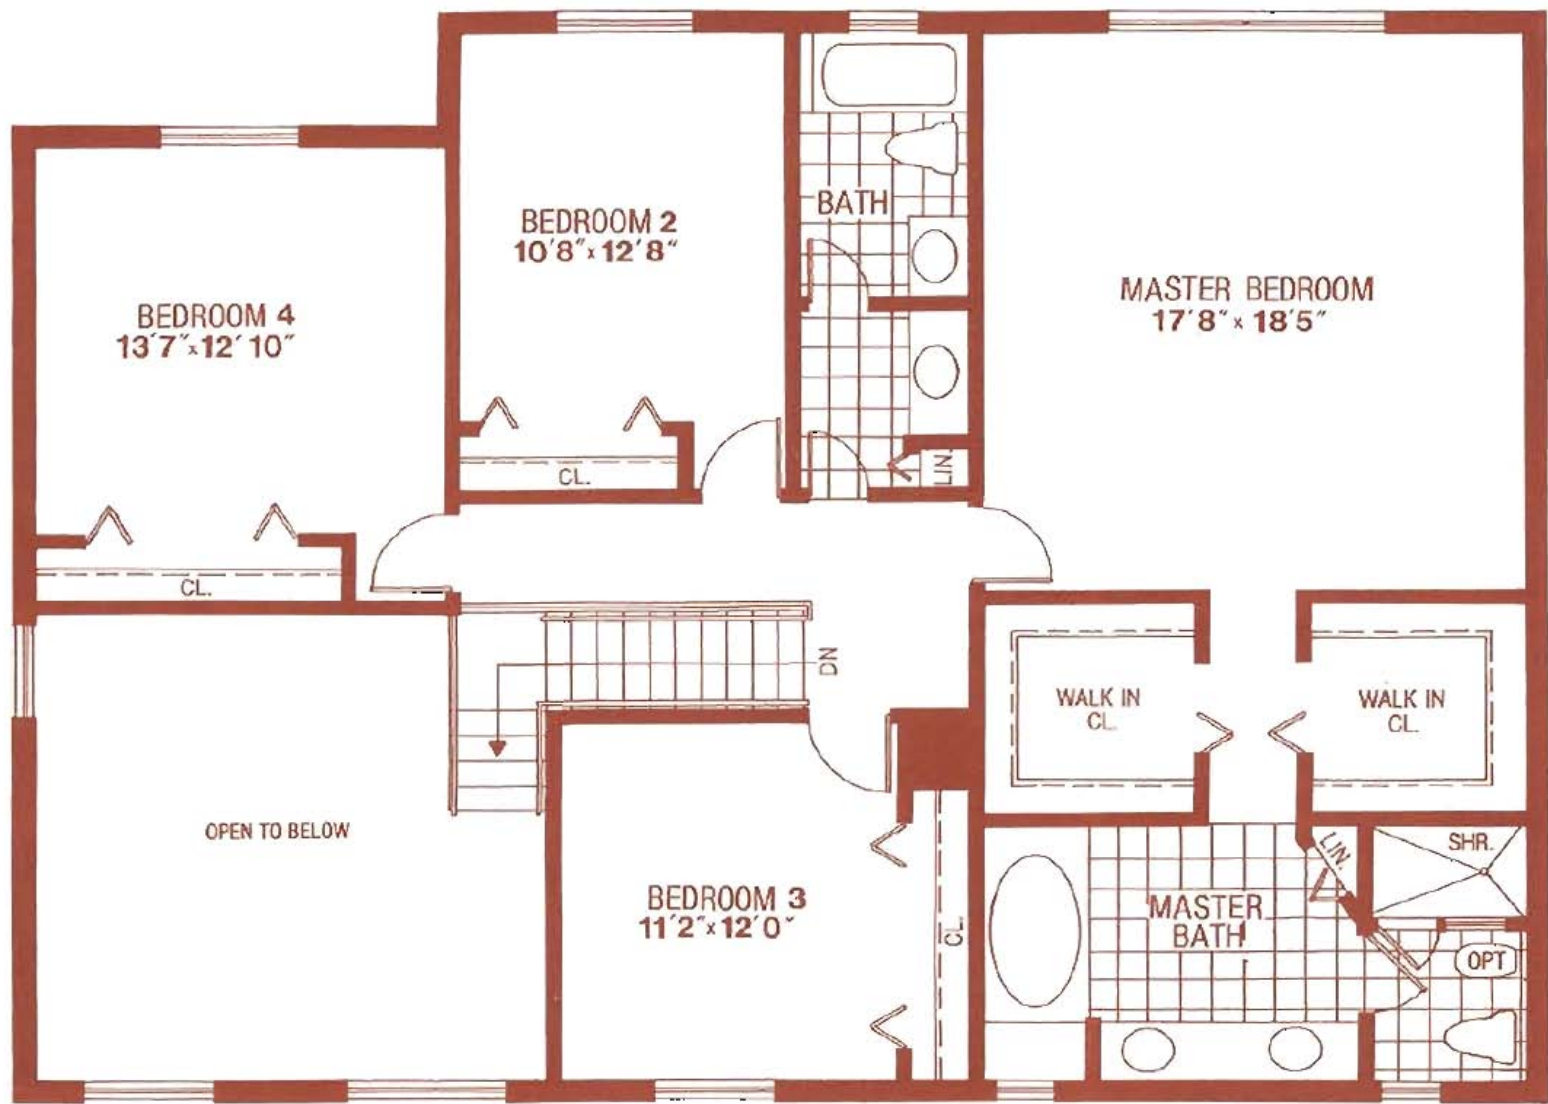 BEDROOM 2
10'8" x 12'8"
BATH
BEDROOM 4
13'7" x 12'10"
MASTER BEDROOM
17'8" x 18'5"
CL.
LIN.
CL.
DN
WALK IN
CL.
WALK IN
CL.
OPEN TO BELOW
BEDROOM 3
11'2" x 12'0"
CL.
LIN.
SHR.
MASTER
BATH
OPT